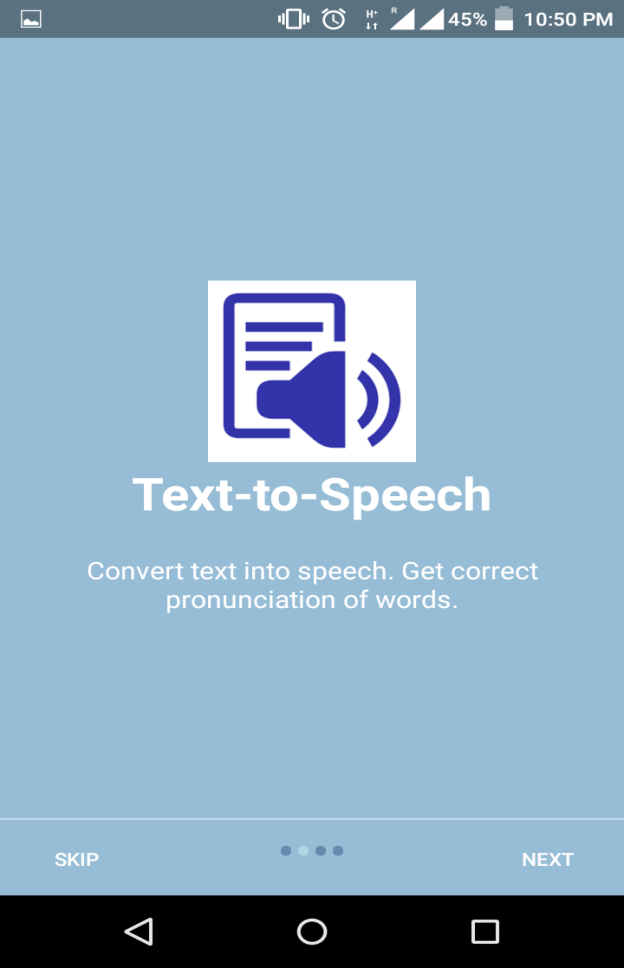 H+ R 45% 10:50 PM
Text-to-Speech
Convert text into speech. Get correct
pronunciation of words.
SKIP NEXT